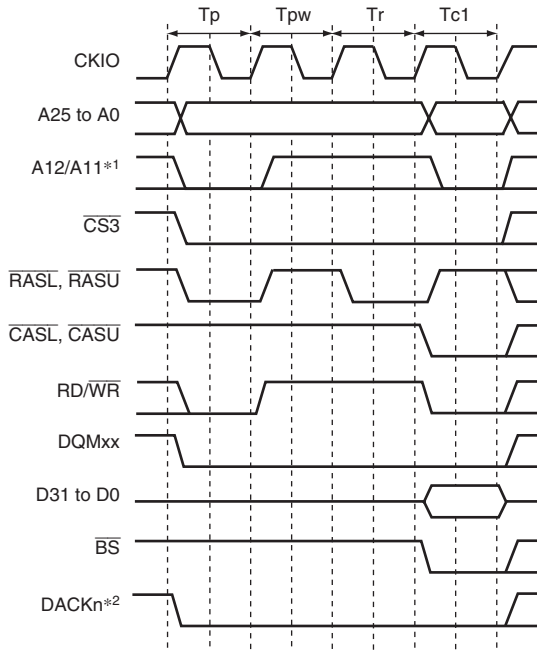 Tp Tpw Tr Tc1
CKIO
A25 to A0
A12/A11*1
CS3
RASL, RASU
CASL, CASU
RD/WR
DQMxx
D31 to D0
BS
DACKn*2